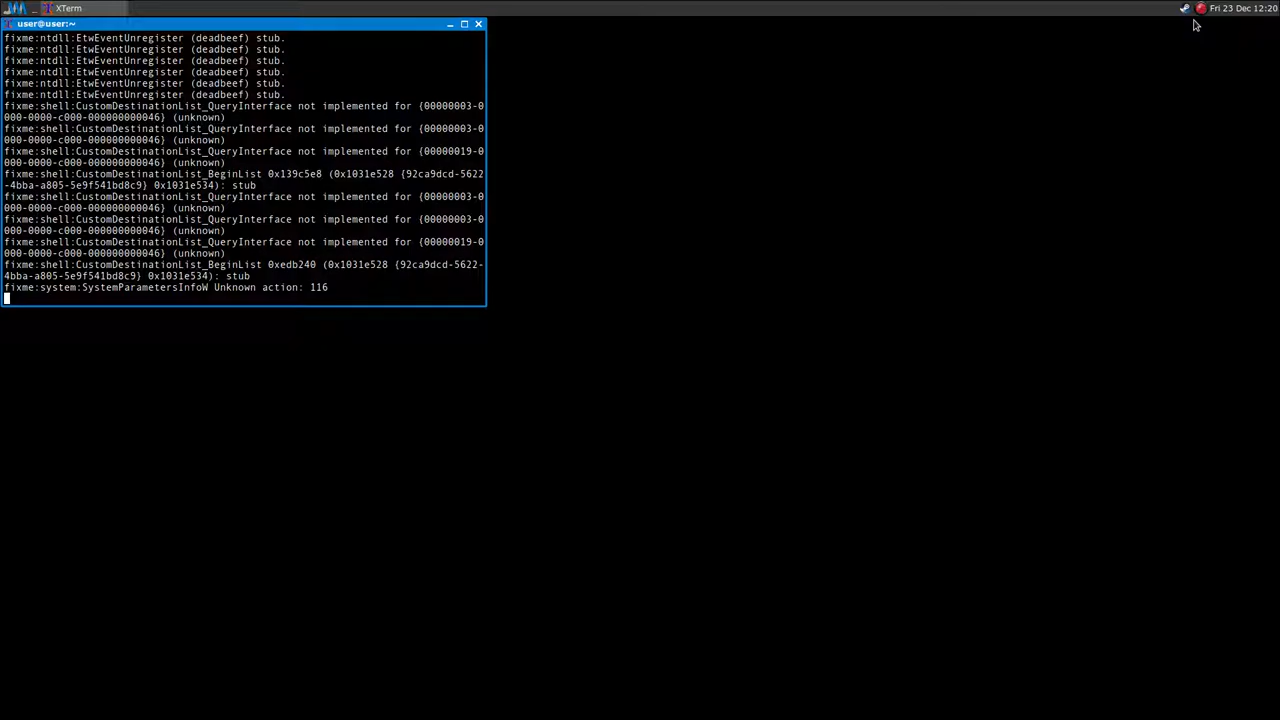 XTerm
Fri 23 Dec 12:20
user@user:~
fixme:ntdll:EtwEventUnregister (deadbeef) stub.
fixme:ntdll:EtwEventUnregister (deadbeef) stub.
fixme:ntdll:EtwEventUnregister (deadbeef) stub.
fixme:ntdll:EtwEventUnregister (deadbeef) stub.
fixme:ntdll:EtwEventUnregister (deadbeef) stub.
fixme:ntdll:EtwEventUnregister (deadbeef) stub.
fixme:shell:CustomDestinationList_QueryInterface not implemented for {00000003-0
000-0000-c000-000000000046} (unknown)
fixme:shell:CustomDestinationList_QueryInterface not implemented for {00000003-0
000-0000-c000-000000000046} (unknown)
fixme:shell:CustomDestinationList_QueryInterface not implemented for {00000019-0
000-0000-c000-000000000046} (unknown)
fixme:shell:CustomDestinationList_BeginList 0x139c5e8 (0x1031e528 {92ca9dcd-5622
-4bba-a805-5e9f541bd8c9} 0x1031e534): stub
fixme:shell:CustomDestinationList_QueryInterface not implemented for {00000003-0
000-0000-c000-000000000046} (unknown)
fixme:shell:CustomDestinationList_QueryInterface not implemented for {00000003-0
000-0000-c000-000000000046} (unknown)
fixme:shell:CustomDestinationList_QueryInterface not implemented for {00000019-0
000-0000-c000-000000000046} (unknown)
fixme:shell:CustomDestinationList_BeginList 0xedb240 (0x1031e528 {92ca9dcd-5622-
4bba-a805-5e9f541bd8c9} 0x1031e534): stub
fixme:system:SystemParametersInfoW Unknown action: 116